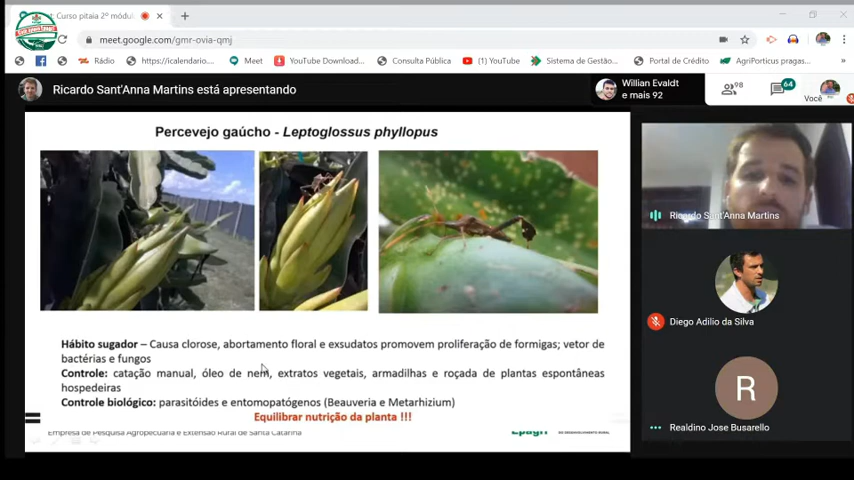 : Curso pitaia 2º módul
meet.google.com/gmr-ovia-qmj
Rádio
https://icalendario.[...
Meet
YouTube Download...
Consulta Pública
(1) YouTube
Sistema de Gestão...
Portal de Crédito
AgriPorticus pragas...
Ricardo Sant'Anna Martins está apresentando
Willian Evaldt
e mais 92
98
64
Você
Percevejo gaúcho - Leptoglossus phyllopus
Ricardo Sant'Anna Martins
Diego Adilio da Silva
R
Realdino Jose Busarello
Hábito sugador – Causa clorose, abortamento floral e exsudatos promovem proliferação de formigas; vetor de
bactérias e fungos
Controle: catação manual, óleo de nem, extratos vegetais, armadilhas e roçada de plantas espontâneas
hospedeiras
Controle biológico: parasitóides e entomopatógenos (Beauveria e Metarhizium)
Equilibrar nutrição da planta !!!
Empresa de Pesquisa Agropecuária e Extensão Rural de Santa Catarina
Epagri